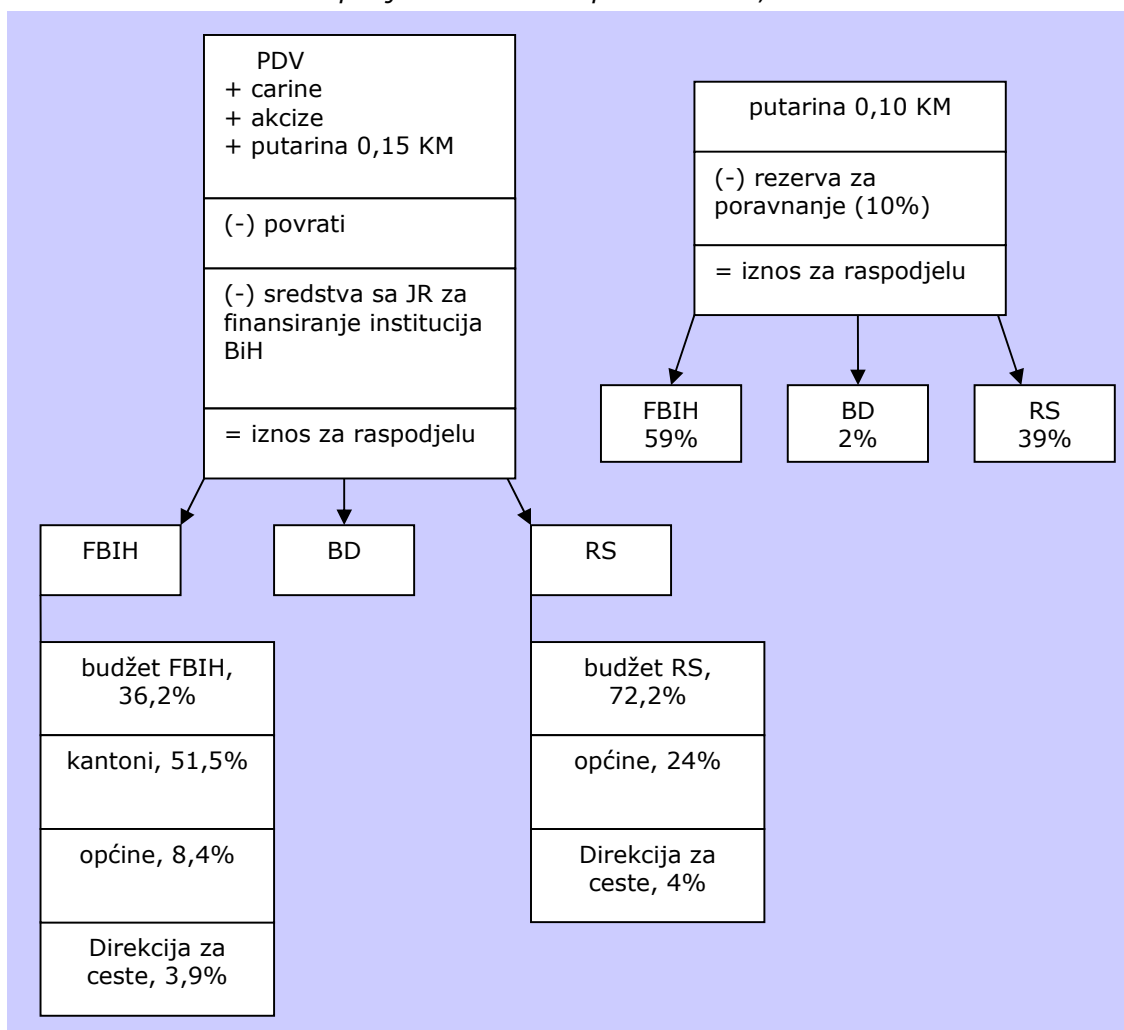 PDV
+ carine
+ akcize
+ putarina 0,15 KM
(-) povrati
(-) sredstva sa JR za
finansiranje institucija
BiH
= iznos za raspodjelu
FBIH
BD
RS
budžet FBIH,
36,2%
kantoni, 51,5%
općine, 8,4%
Direkcija za
ceste, 3,9%
budžet RS,
72,2%
općine, 24%
Direkcija za
ceste, 4%
putarina 0,10 KM
(-) rezerva za
poravnanje (10%)
= iznos za raspodjelu
FBIH
59%
BD
2%
RS
39%